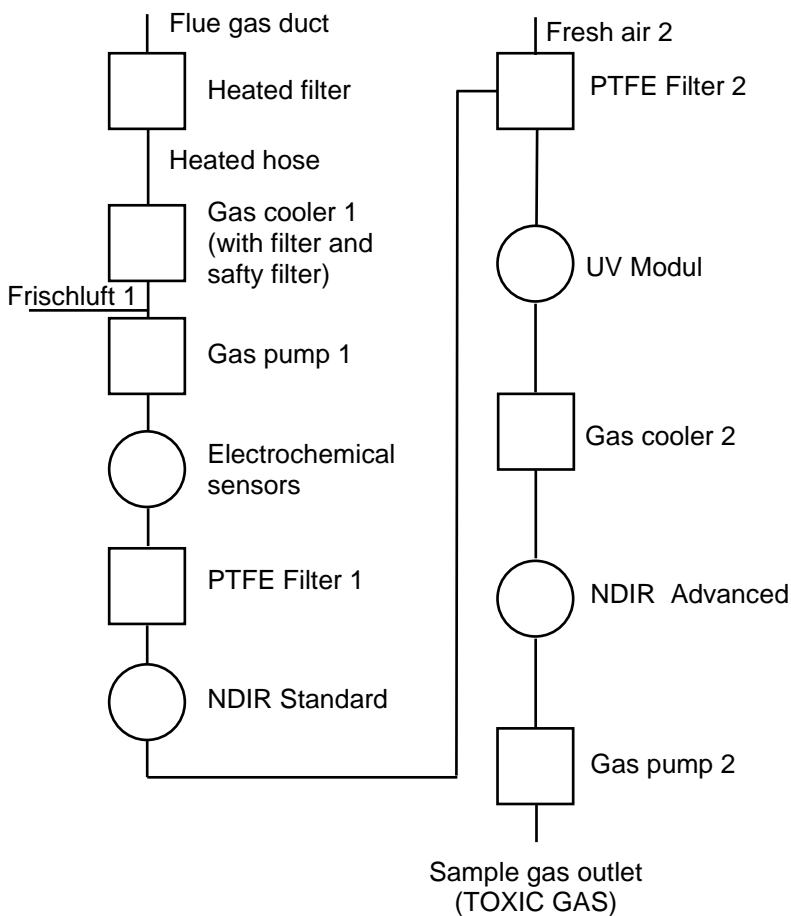 Flue gas duct
Heated filter
Heated hose
Gas cooler 1
(with filter and
safty filter)
Frischluft 1
Gas pump 1
Electrochemical
sensors
PTFE Filter 1
NDIR Standard
Fresh air 2
PTFE Filter 2
UV Modul
Gas cooler 2
NDIR Advanced
Gas pump 2
Sample gas outlet
(TOXIC GAS)